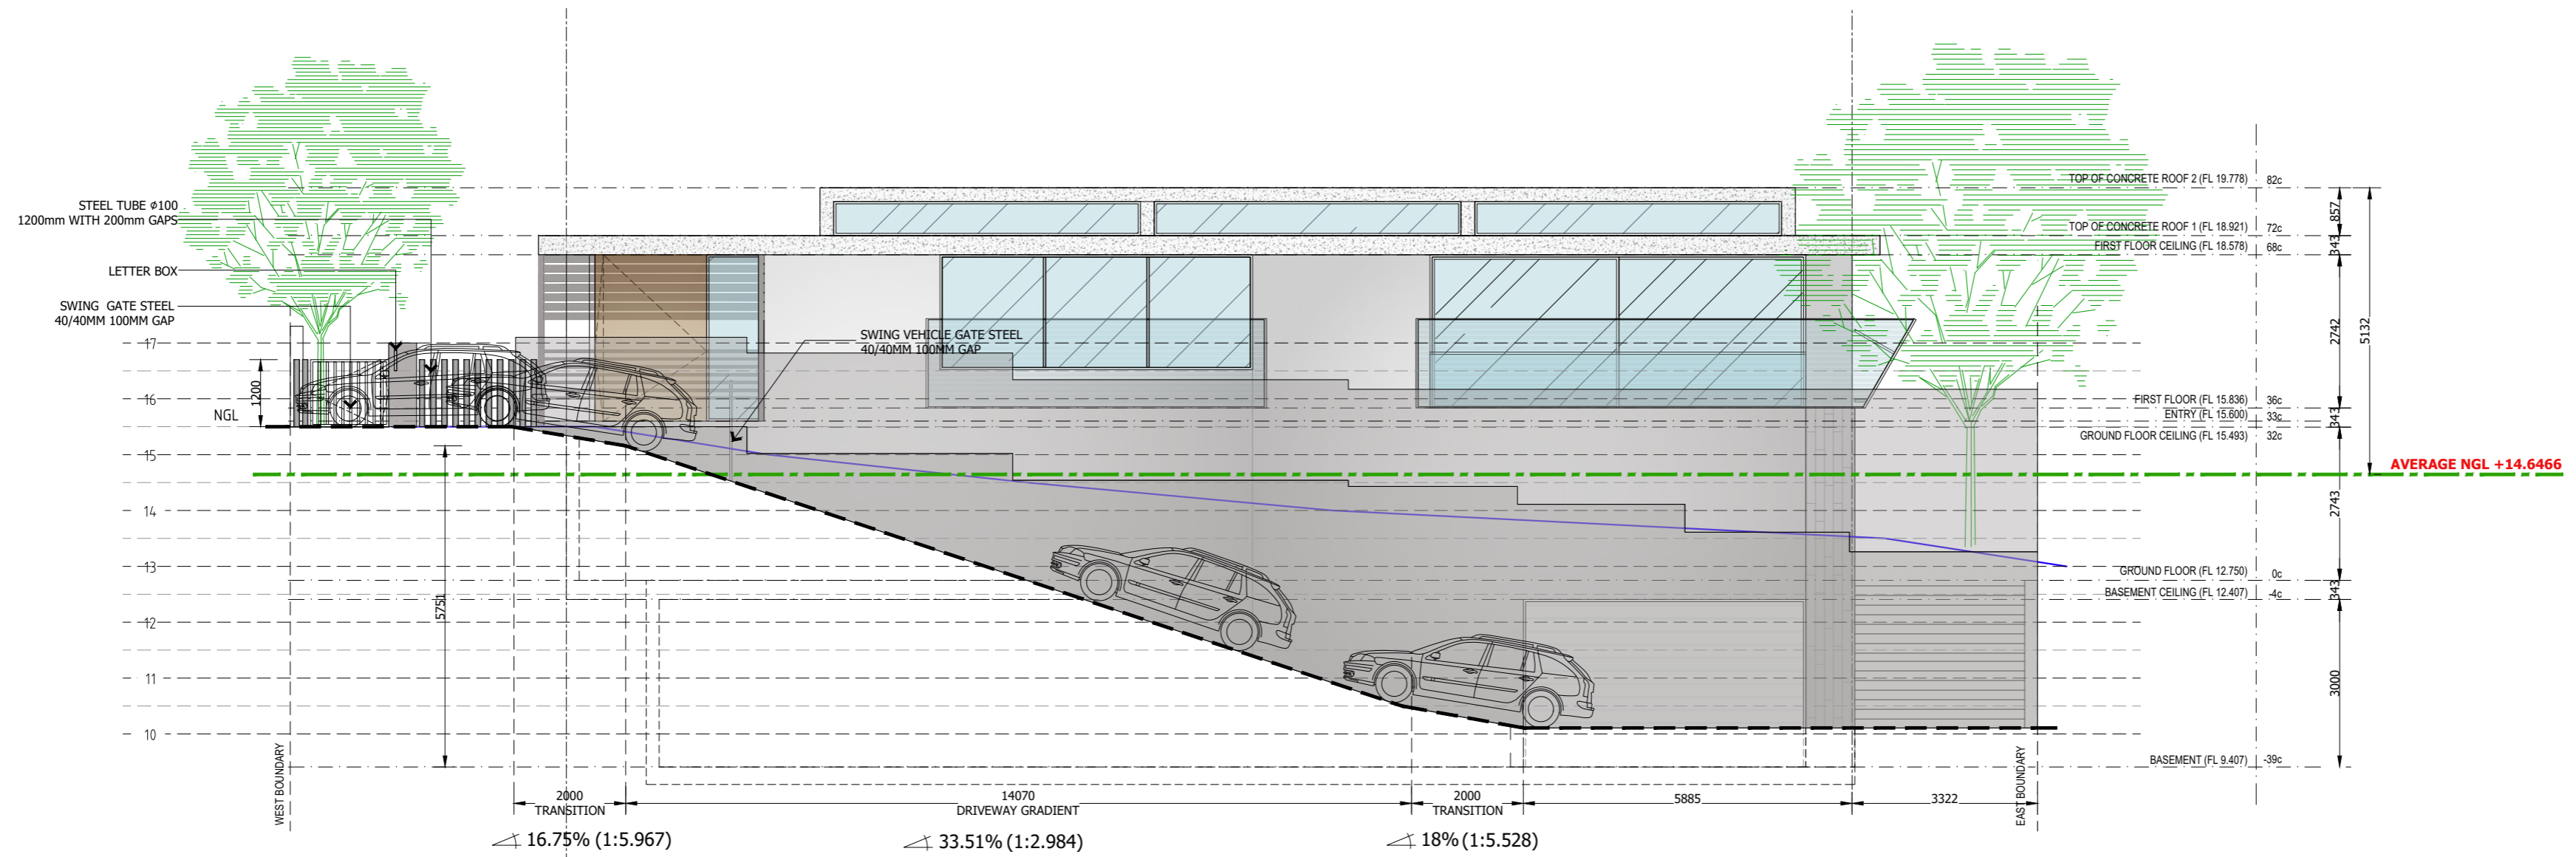 STEEL TUBE ø100
1200mm WITH 200mm GAPS
LETTER BOX
SWING GATE STEEL
40/40MM 100MM GAP
SWING VEHICLE GATE STEEL
40/40MM 100MM GAP
NGL
1200
5751
17
16
15
14
13
12
11
10
WEST BOUNDARY
EAST BOUNDARY
TOP OF CONCRETE ROOF 2 (FL 19.778) 82c
TOP OF CONCRETE ROOF 1 (FL 18.921) 72c
FIRST FLOOR CEILING (FL 18.578) 68c
FIRST FLOOR (FL 15.836) 36c
ENTRY (FL 15.600) 33c
GROUND FLOOR CEILING (FL 15.493) 32c
AVERAGE NGL +14.6466
GROUND FLOOR (FL 12.750) 0c
BASEMENT CEILING (FL 12.407) -4c
BASEMENT (FL 9.407) -39c
857
343
2742
343
2743
343
3000
5132
2000
TRANSITION
14070
DRIVEWAY GRADIENT
2000
TRANSITION
5885
3322
16.75% (1:5.967)
33.51% (1:2.984)
18% (1:5.528)